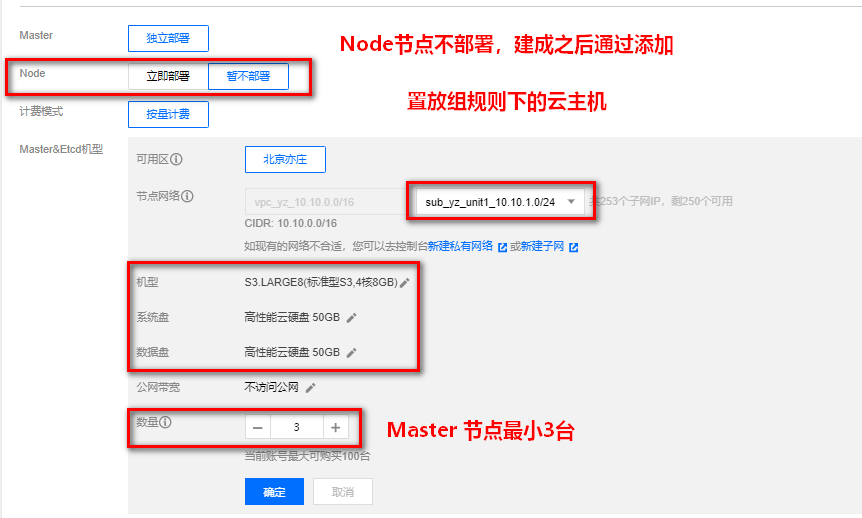 Master 独立部署
Node节点不部署，建成之后通过添加
置放组规则下的云主机
Node 立即部署 暂不部署
计费模式 按量计费
Master&Etcd机型
可用区 北京亦庄
节点网络 vpc_yz_10.10.0.0/16 sub_yz_unit1_10.10.1.0/24 共253个子网IP，剩250个可用
CIDR: 10.10.0.0/16
如现有的网络不合适，您可以去控制台新建私有网络 或新建子网
机型 S3.LARGE8(标准型S3,4核8GB)
系统盘 高性能云硬盘 50GB
数据盘 高性能云硬盘 50GB
公网带宽 不访问公网
数量 − 3 +
Master 节点最小3台
当前账号最大可购买100台
确定 取消